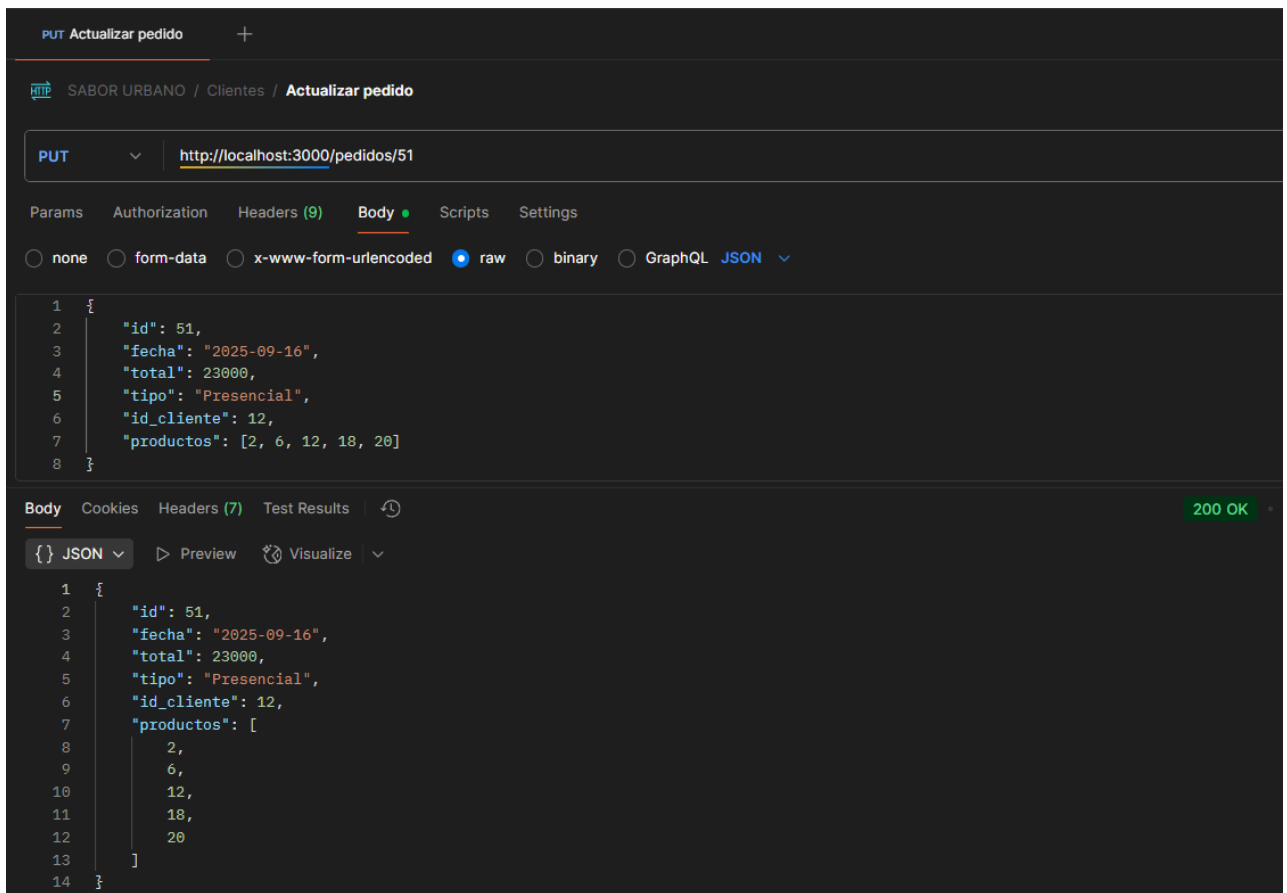 PUT Actualizar pedido +
HTTP SABOR URBANO / Clientes / Actualizar pedido
PUT http://localhost:3000/pedidos/51
Params Authorization Headers (9) Body Scripts Settings
none form-data x-www-form-urlencoded raw binary GraphQL JSON
1 {
2 "id": 51,
3 "fecha": "2025-09-16",
4 "total": 23000,
5 "tipo": "Presencial",
6 "id_cliente": 12,
7 "productos": [2, 6, 12, 18, 20]
8 }
Body Cookies Headers (7) Test Results 200 OK
{} JSON Preview Visualize
1 {
2 "id": 51,
3 "fecha": "2025-09-16",
4 "total": 23000,
5 "tipo": "Presencial",
6 "id_cliente": 12,
7 "productos": [
8 2,
9 6,
10 12,
11 18,
12 20
13 ]
14 }